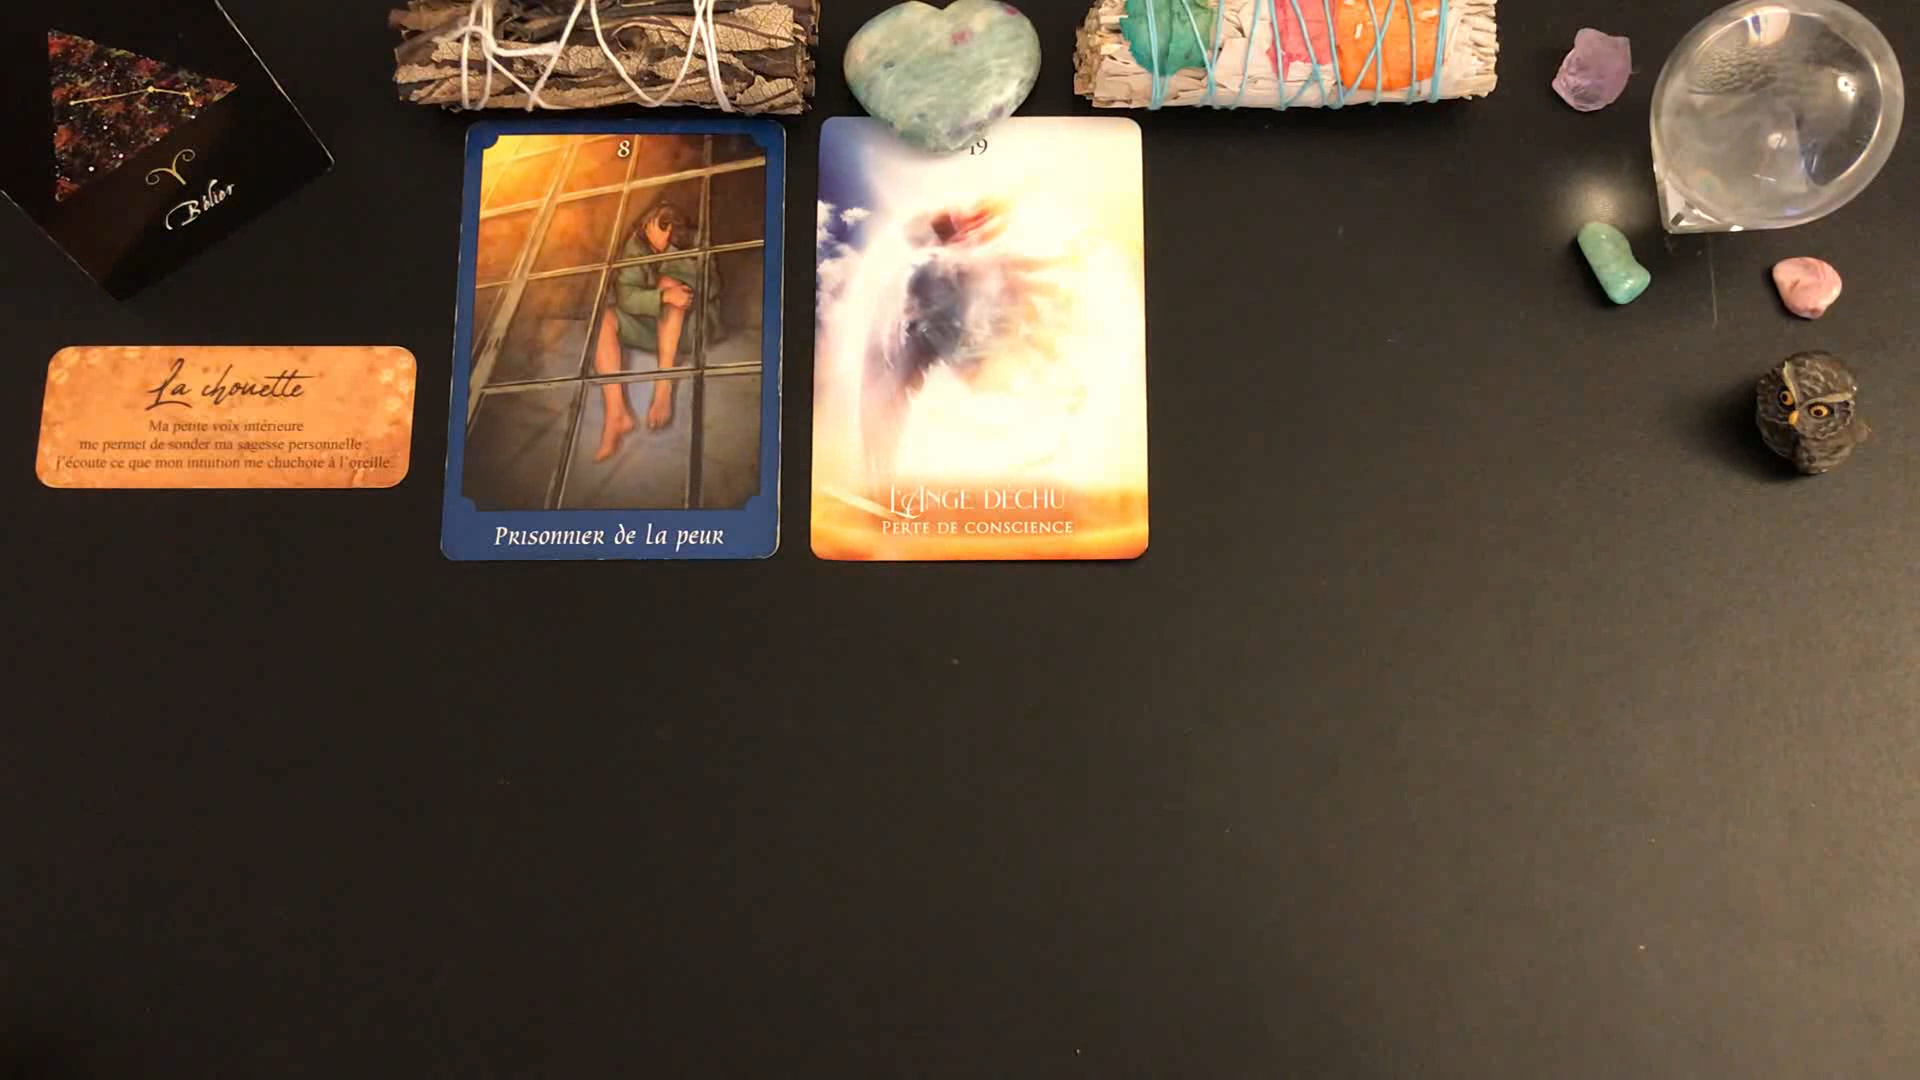 Bélier
La chouette
Ma petite voix intérieure
me permet de sonder ma sagesse personnelle :
j'écoute ce que mon intuition me chuchote à l'oreille.
8
Prisonnier de la peur
19
L'Ange déchu
Perte de conscience